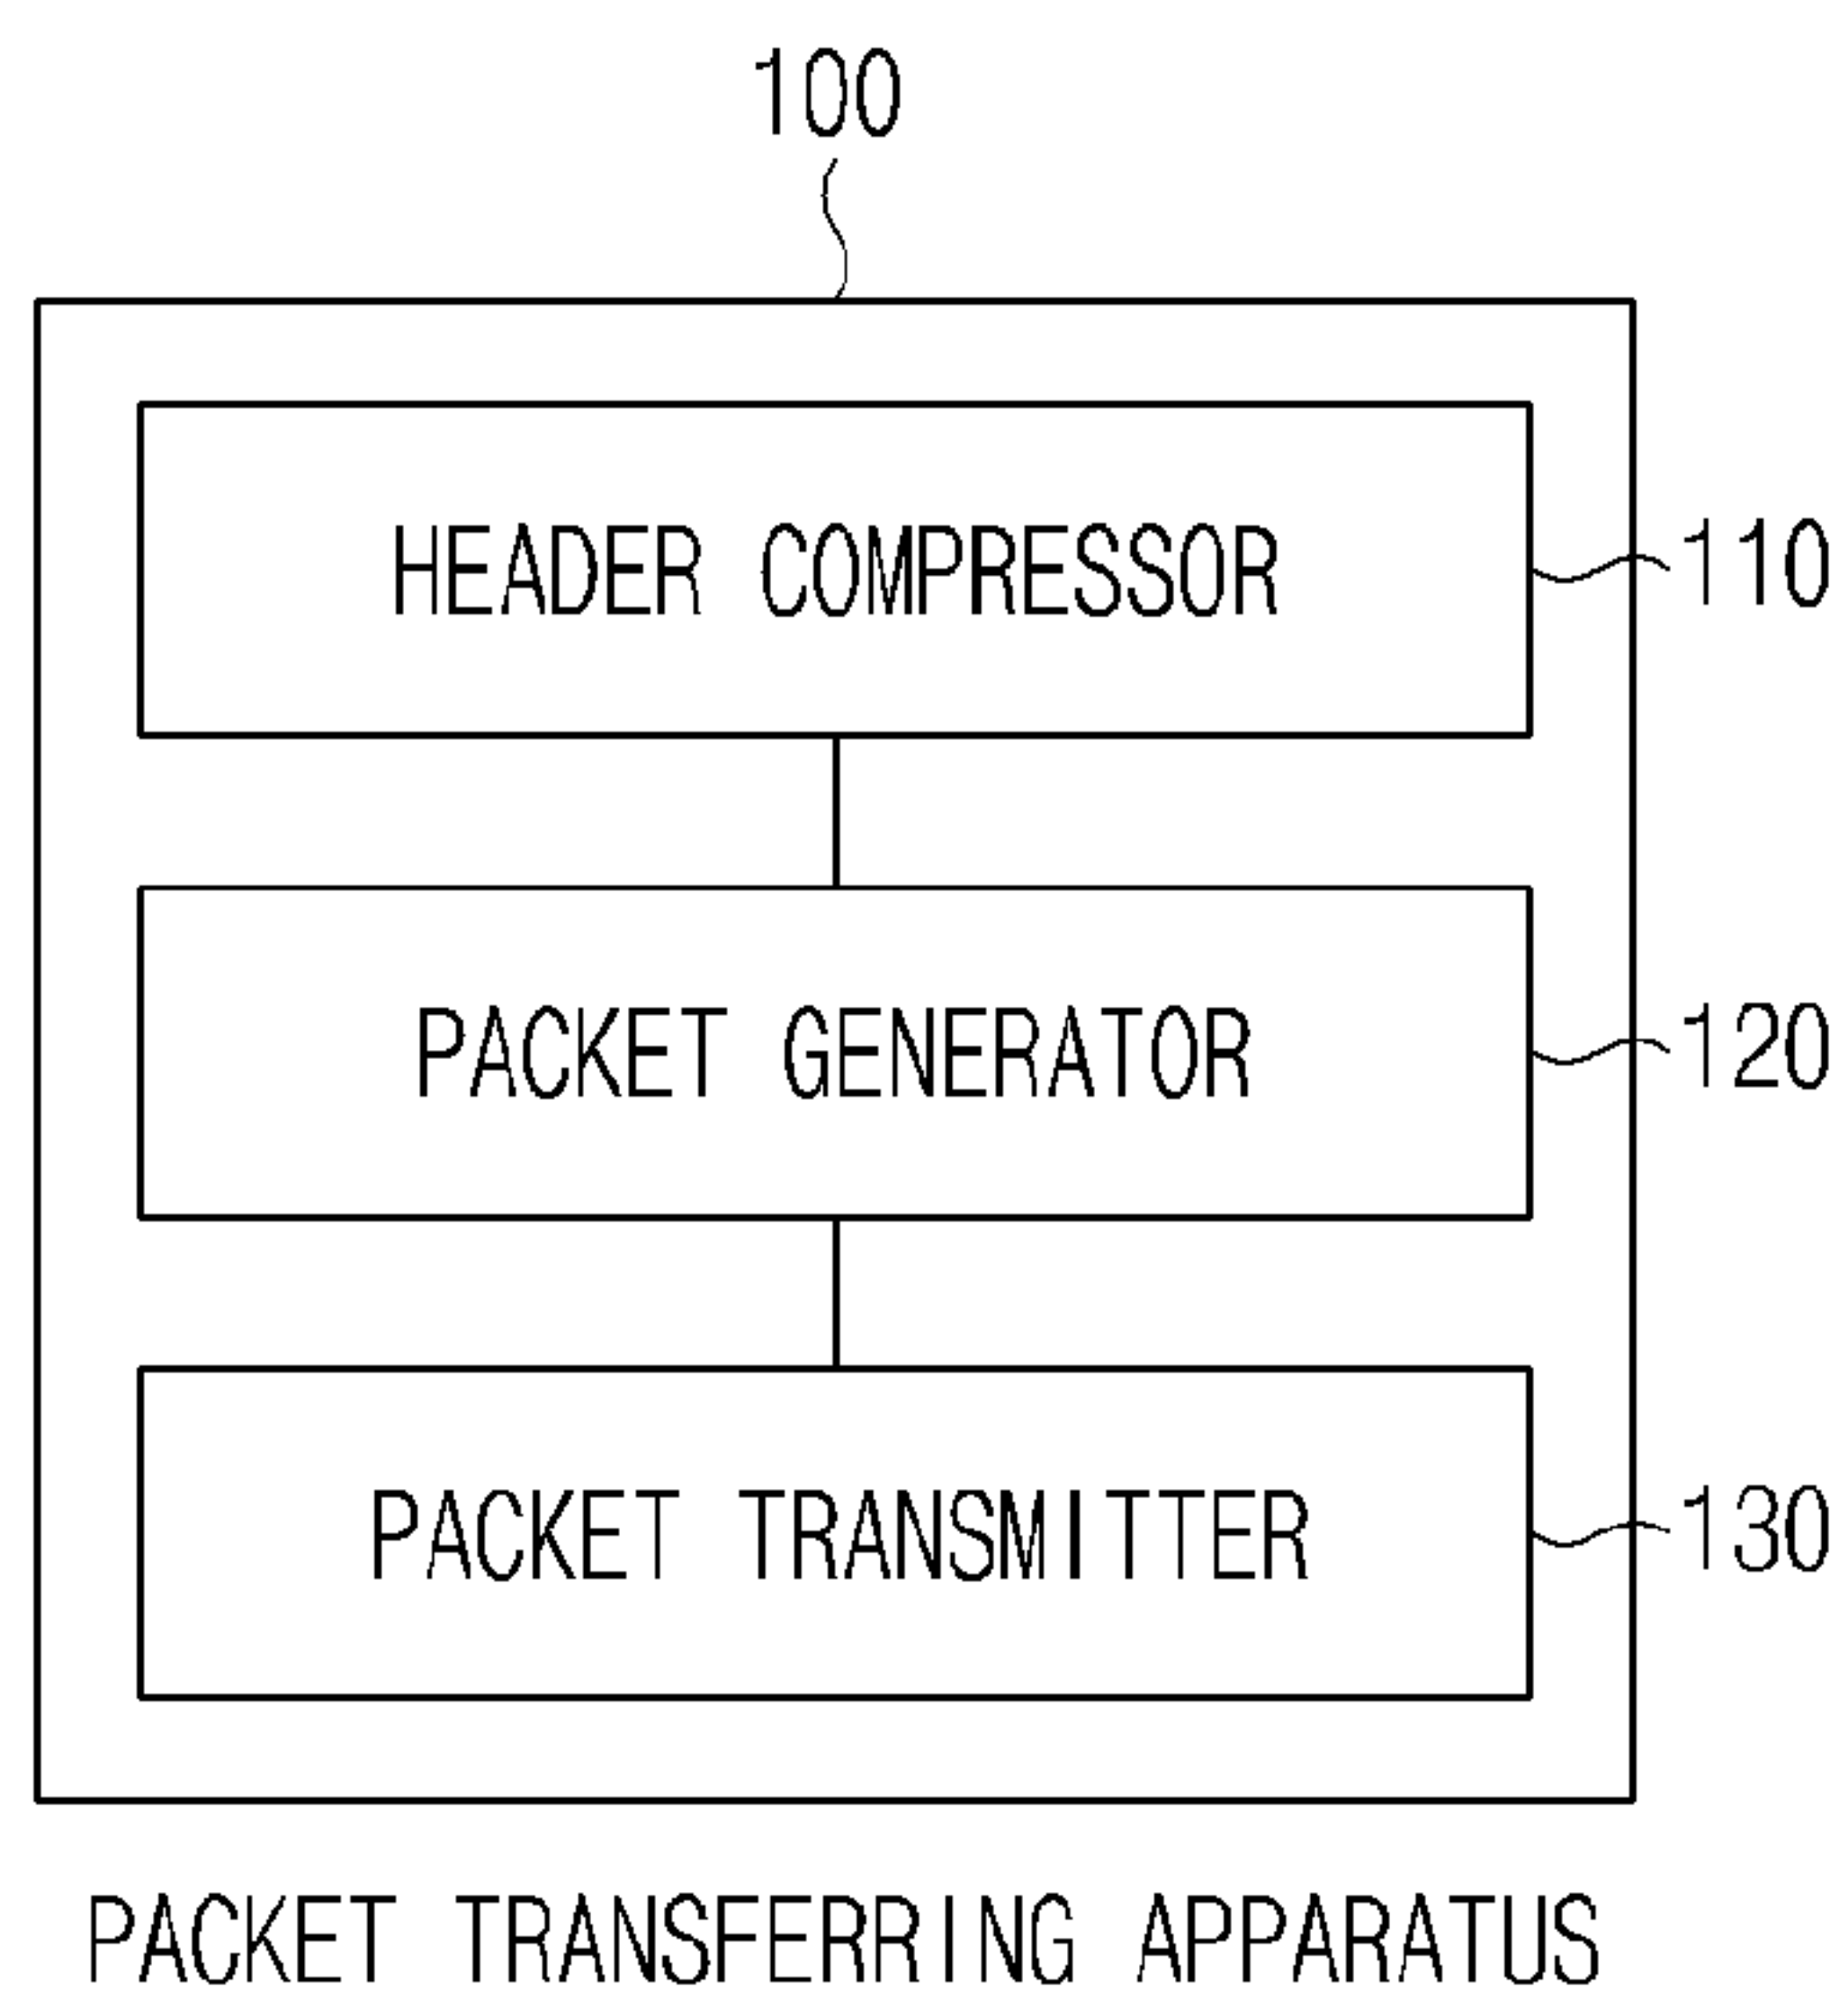 100
HEADER COMPRESSOR
110
PACKET GENERATOR
120
PACKET TRANSMITTER
130
PACKET TRANSFERRING APPARATUS